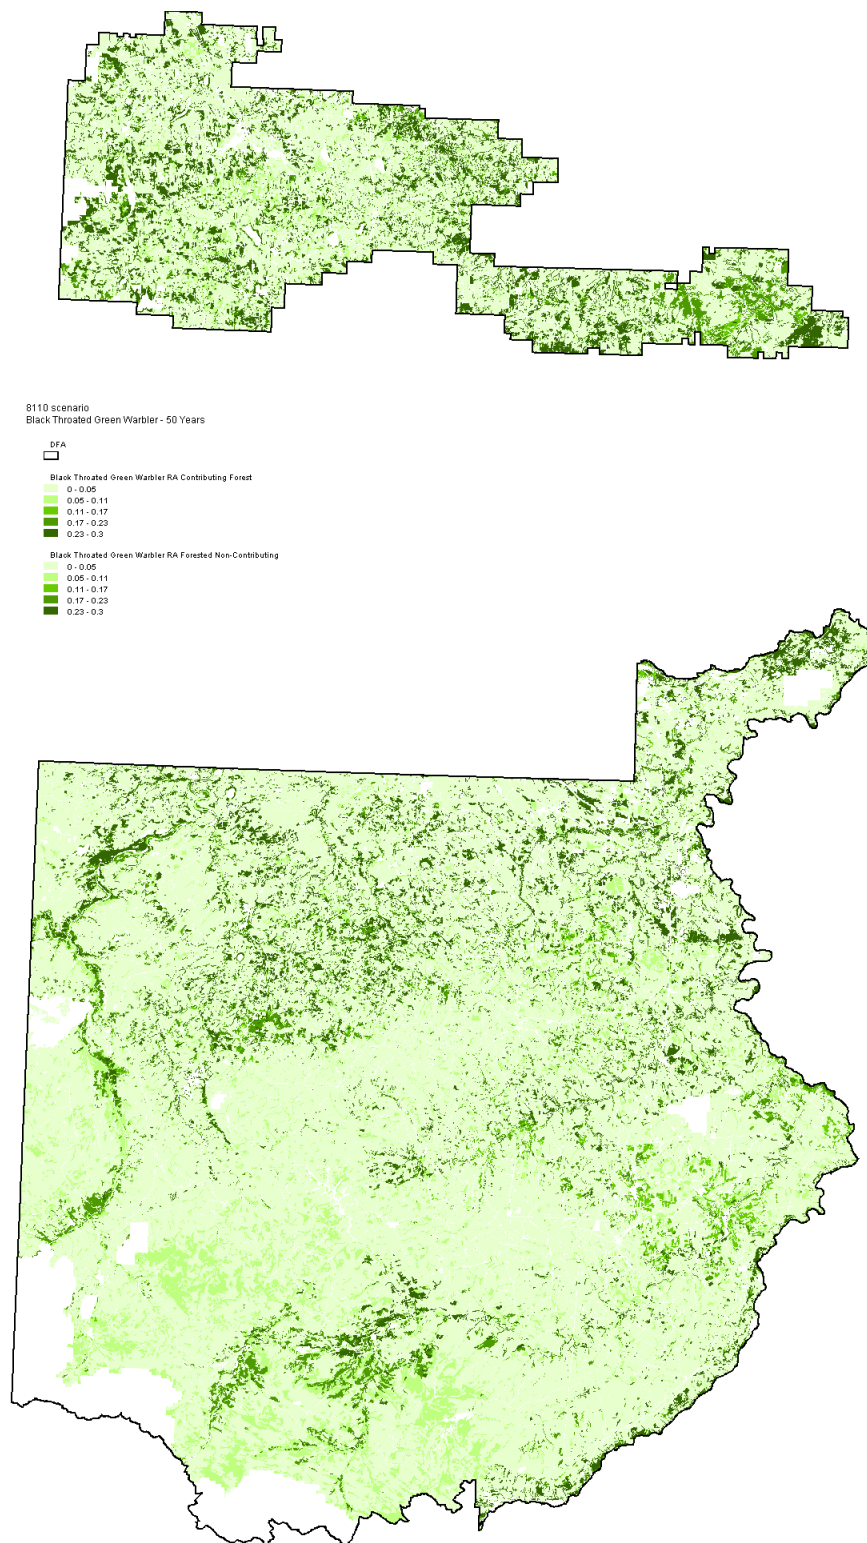 8110 scenario
Black Throated Green Warbler - 50 Years
DFA
Black Throated Green Warbler RA Contributing Forest
0 - 0.05
0.05 - 0.11
0.11 - 0.17
0.17 - 0.23
0.23 - 0.3
Black Throated Green Warbler RA Forested Non-Contributing
0 - 0.05
0.05 - 0.11
0.11 - 0.17
0.17 - 0.23
0.23 - 0.3